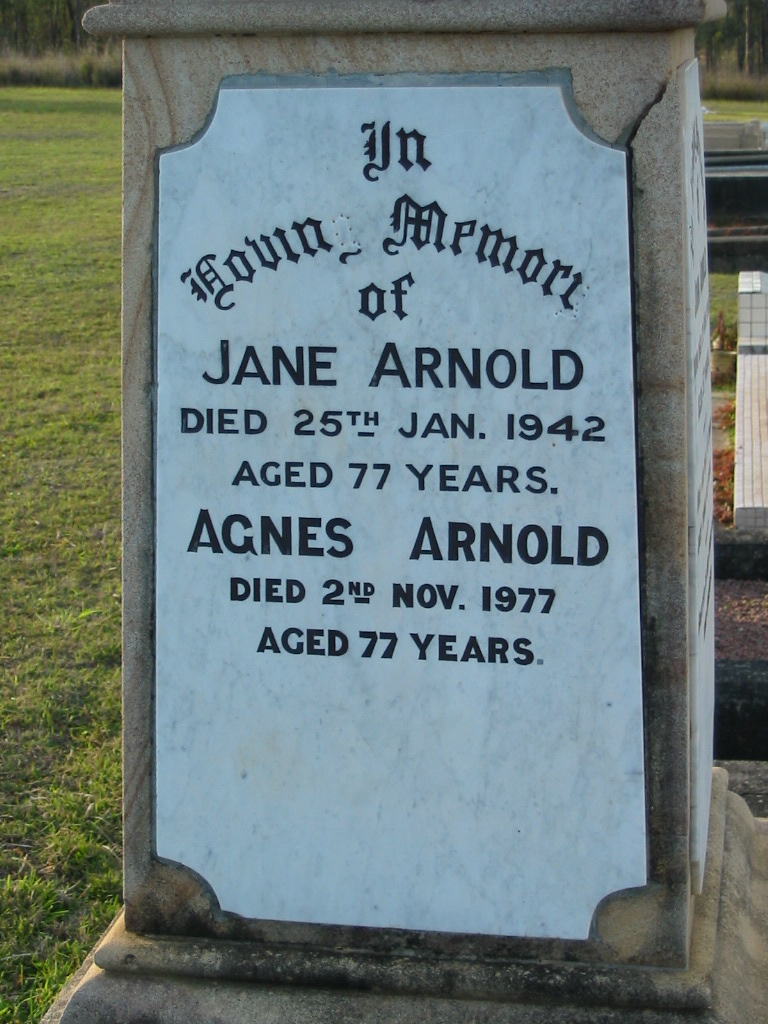 In
Loving Memory
of
JANE ARNOLD
DIED 25TH JAN. 1942
AGED 77 YEARS.
AGNES ARNOLD
DIED 2ND NOV. 1977
AGED 77 YEARS.